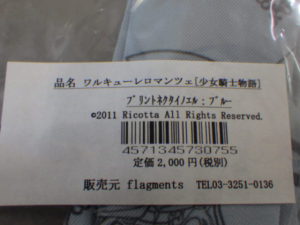 品名 ワルキューレロマンツェ[少女騎士物語]
プリントネクタイノエル:ブルー
©2011 Ricotta All Rights Reserved.
4571345730755
定価 2,000円(税別)
販売元 flagments TEL03-3251-0136